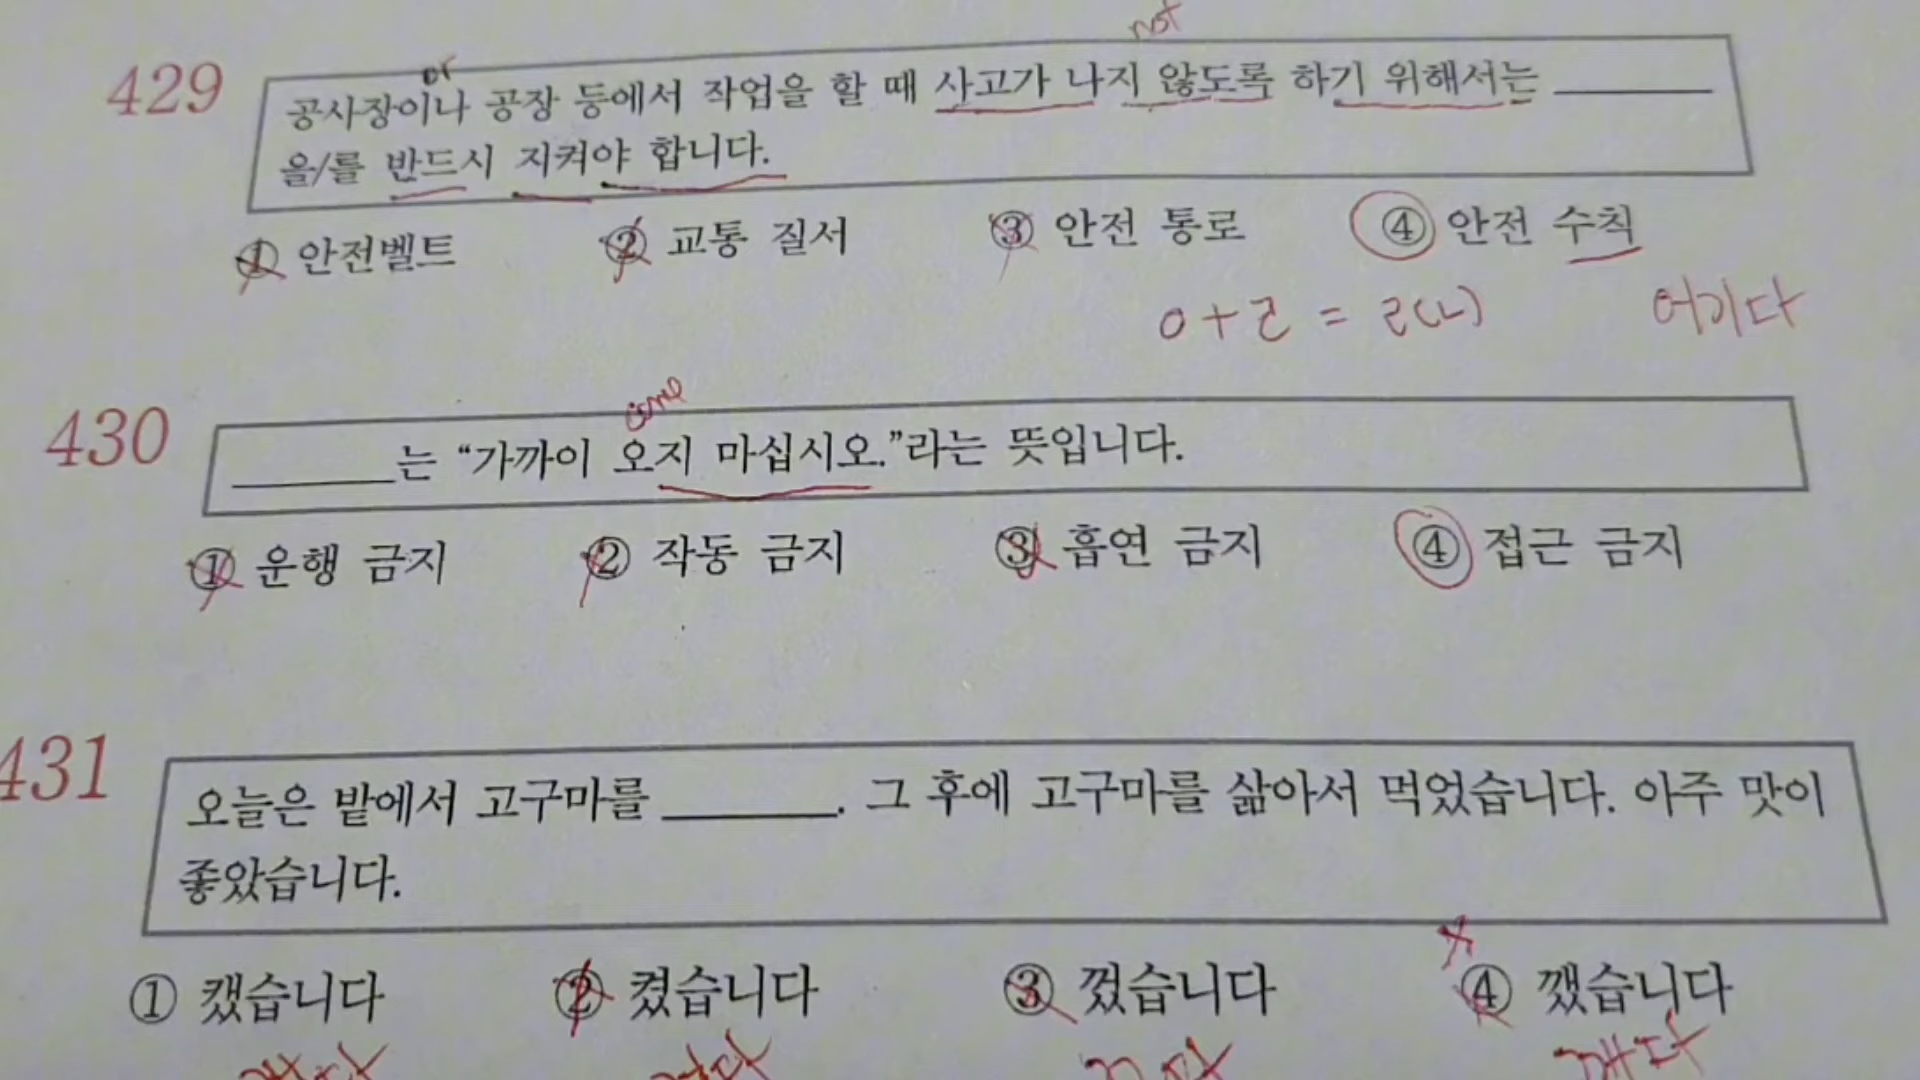 not
or
429 공사장이나 공장 등에서 작업을 할 때 사고가 나지 않도록 하기 위해서는 ________
을/를 반드시 지켜야 합니다.
① 안전벨트 ② 교통 질서 ③ 안전 통로 ④ 안전 수칙
ㅇ+ㄹ = ㄹ(ㄴ) 어기다
come
430 ________는 “가까이 오지 마십시오.”라는 뜻입니다.
① 운행 금지 ② 작동 금지 ③ 흡연 금지 ④ 접근 금지
431 오늘은 밭에서 고구마를 ________. 그 후에 고구마를 삶아서 먹었습니다. 아주 맛이
좋았습니다.
① 캤습니다 ② 켰습니다 ③ 껐습니다 ④ 깼습니다
깨다